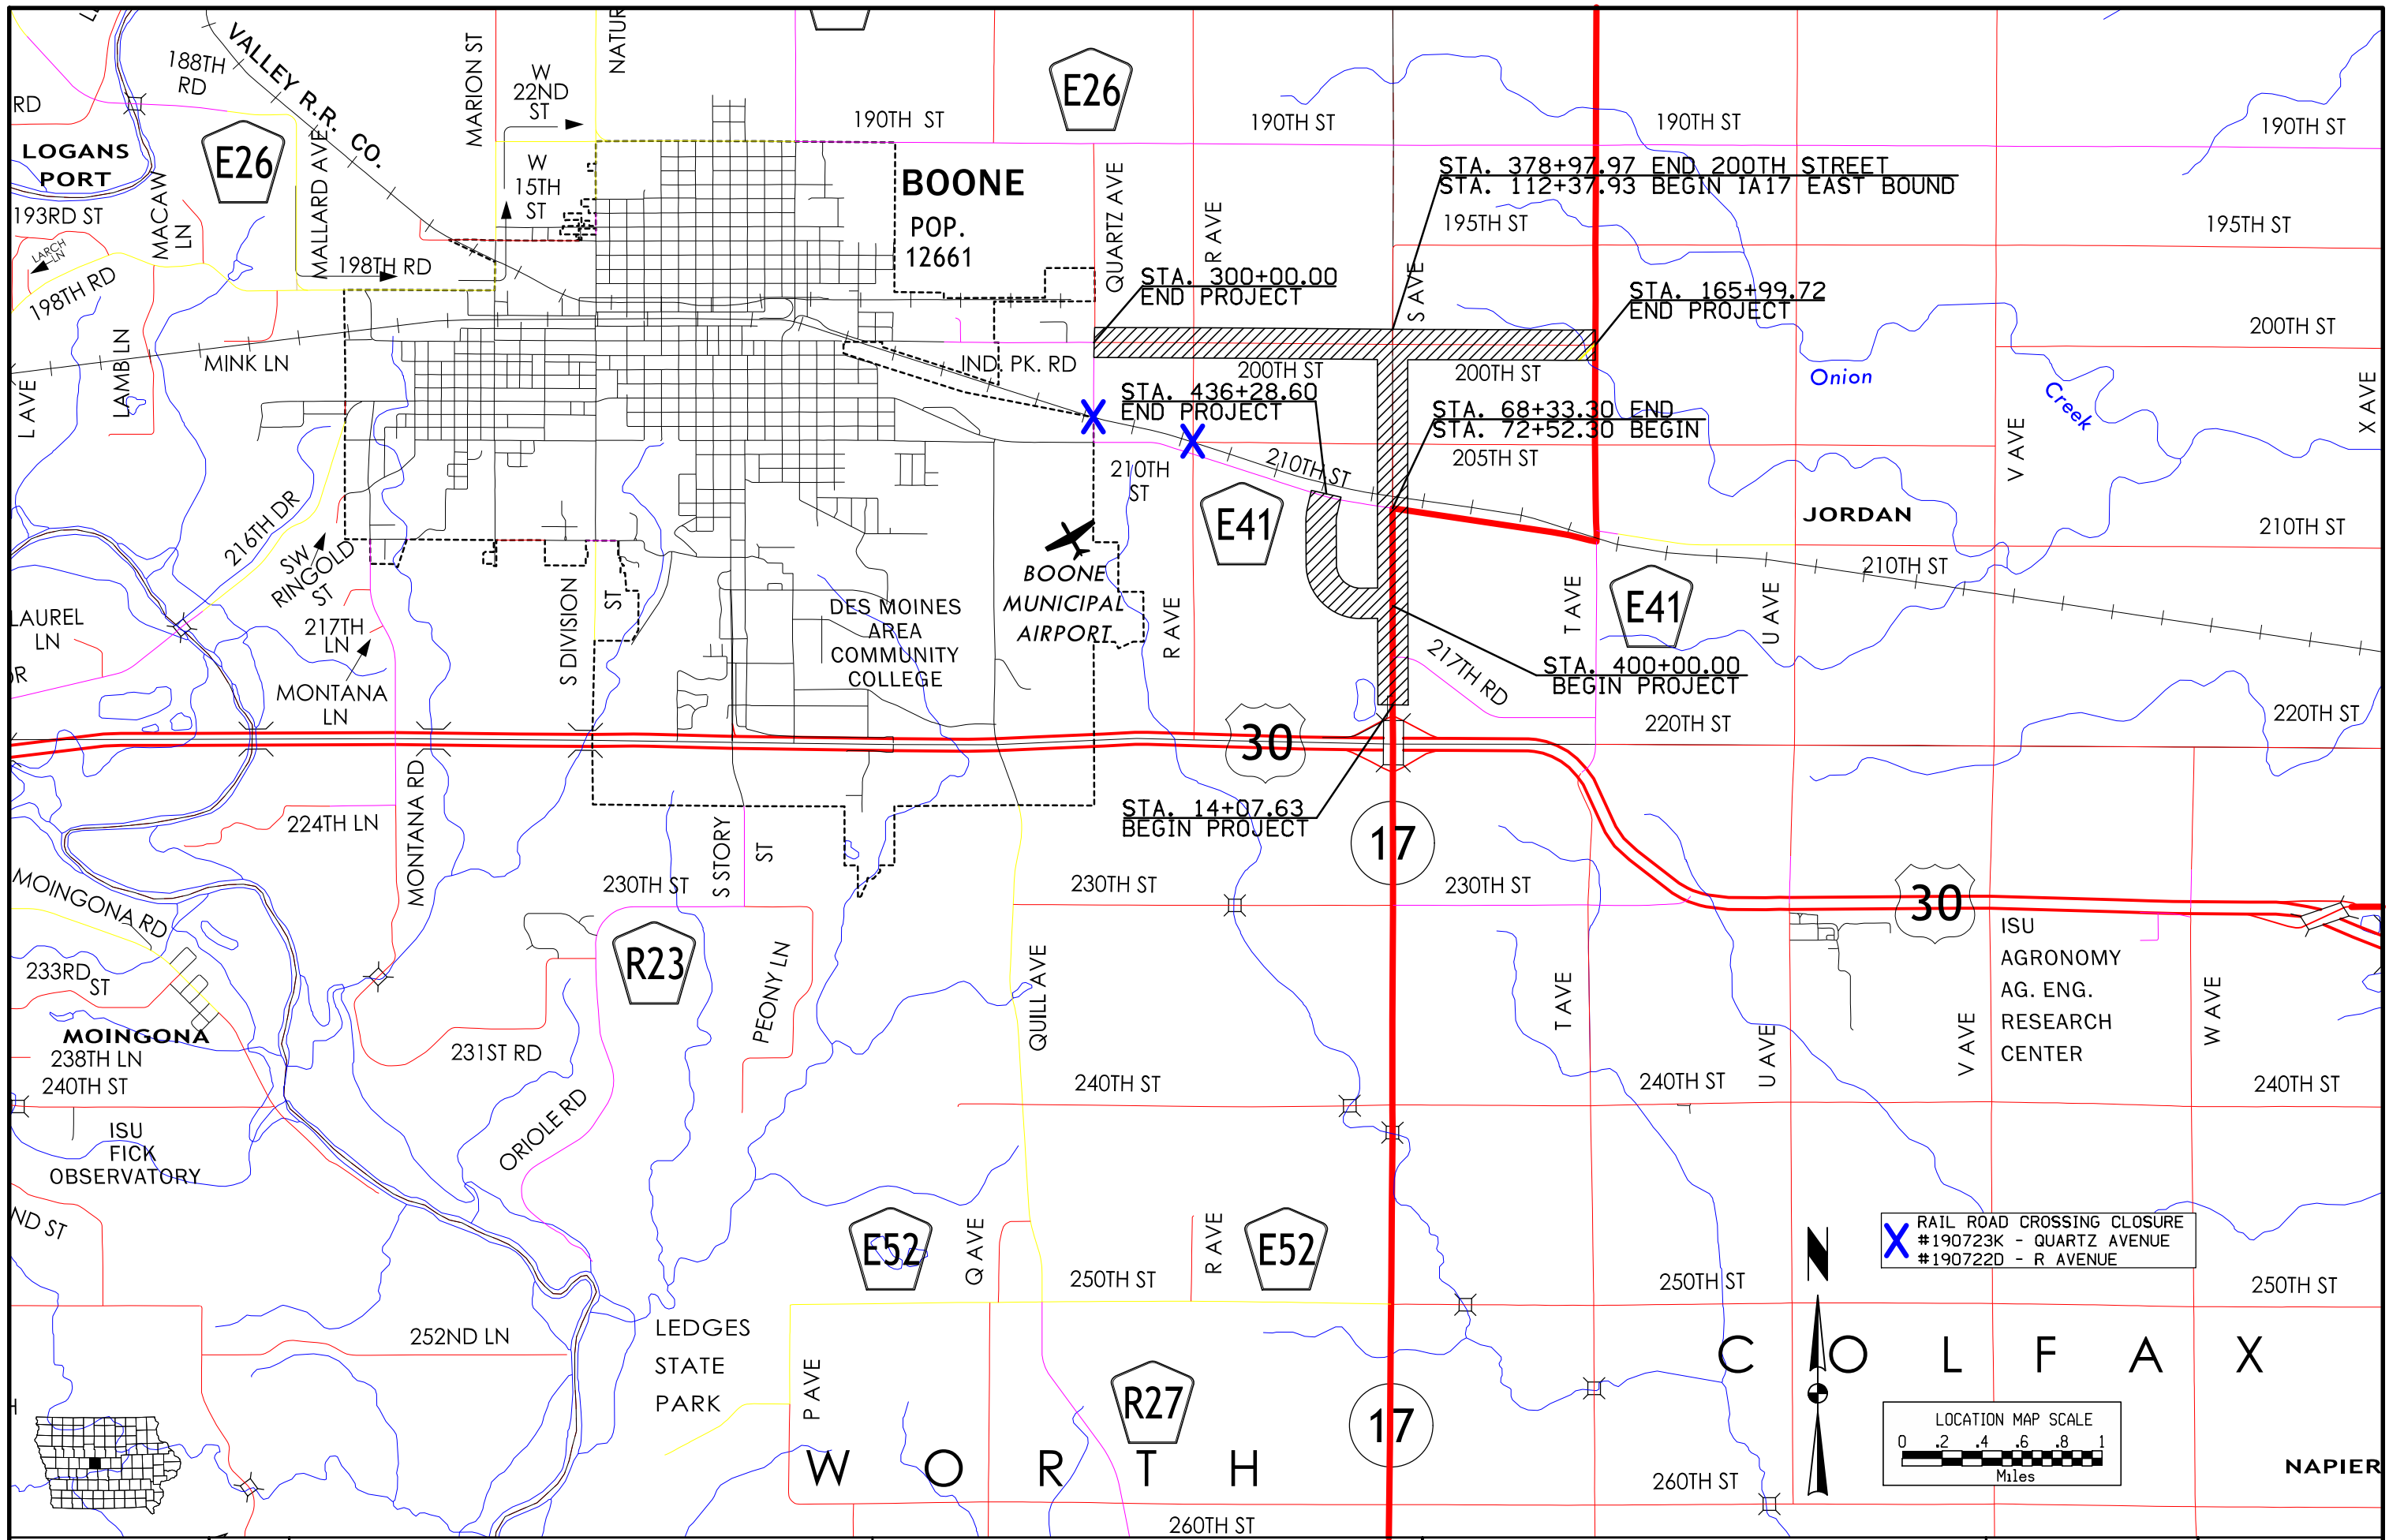 VALLEY R.R. CO.
188TH
RD
RD
LOGANS
PORT
E26
MALLARD AVE
MARION ST
W
22ND
ST
W
15TH
ST
NATUR
190TH ST
E26
190TH ST
190TH ST
190TH ST
BOONE
POP.
12661
QUARTZ AVE
R AVE
STA. 378+97.97 END 200TH STREET
STA. 112+37.93 BEGIN IA17 EAST BOUND
193RD ST
MACAW
LN
LARCH
LN
198TH RD
198TH RD
195TH ST
195TH ST
STA. 300+00.00
END PROJECT
S AVE
STA. 165+99.72
END PROJECT
200TH ST
L AVE
LAMB LN
MINK LN
IND. PK. RD
200TH ST
200TH ST
Onion
Creek
X AVE
STA. 436+28.60
END PROJECT
STA. 68+33.30 END
STA. 72+52.30 BEGIN
205TH ST
V AVE
210TH
ST
210TH ST
216TH DR
SW
RINGOLD
ST
E41
JORDAN
210TH ST
210TH ST
BOONE
MUNICIPAL
AIRPORT
LAUREL
LN
DR
217TH
LN
MONTANA
LN
S DIVISION
ST
DES MOINES
AREA
COMMUNITY
COLLEGE
R AVE
T AVE
E41
U AVE
217TH RD
STA. 400+00.00
BEGIN PROJECT
220TH ST
220TH ST
30
MONTANA RD
224TH LN
STA. 14+07.63
BEGIN PROJECT
17
S STORY
ST
MOINGONA RD
230TH ST
230TH ST
230TH ST
30
ISU
AGRONOMY
AG. ENG.
RESEARCH
CENTER
233RD
ST
R23
PEONY LN
QUILL AVE
T AVE
U AVE
V AVE
W AVE
MOINGONA
238TH LN
240TH ST
231ST RD
240TH ST
240TH ST
240TH ST
ISU
FICK
OBSERVATORY
ORIOLE RD
ND ST
E52
Q AVE
R AVE
E52
RAIL ROAD CROSSING CLOSURE
#190723K - QUARTZ AVENUE
#190722D - R AVENUE
N
250TH ST
250TH ST
250TH ST
252ND LN
LEDGES
STATE
PARK
P AVE
R27
17
COLFAX
LOCATION MAP SCALE
0 .2 .4 .6 .8 1
Miles
WORTH
260TH ST
260TH ST
NAPIER